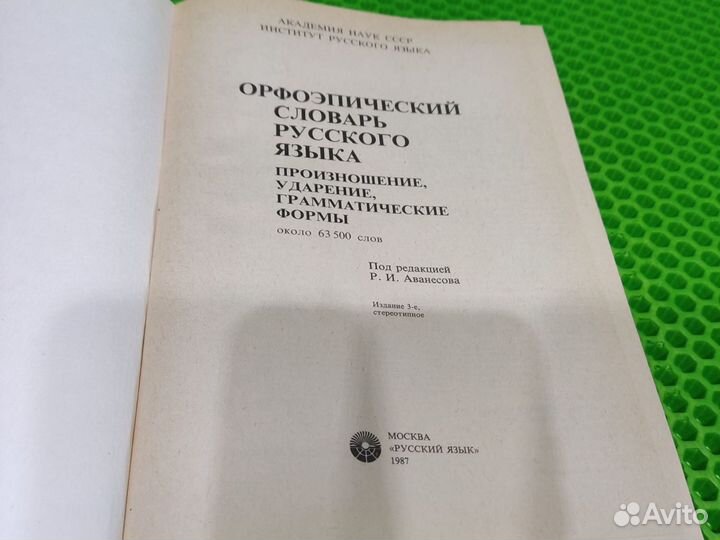 АКАДЕМИЯ НАУК СССР
ИНСТИТУТ РУССКОГО ЯЗЫКА
ОРФОЭПИЧЕСКИЙ
СЛОВАРЬ
РУССКОГО
ЯЗЫКА
ПРОИЗНОШЕНИЕ,
УДАРЕНИЕ,
ГРАММАТИЧЕСКИЕ
ФОРМЫ
около 63 500 слов
Под редакцией
Р. И. Аванесова
Издание 3-е,
стереотипное
МОСКВА
«РУССКИЙ ЯЗЫК»
1987
Avito